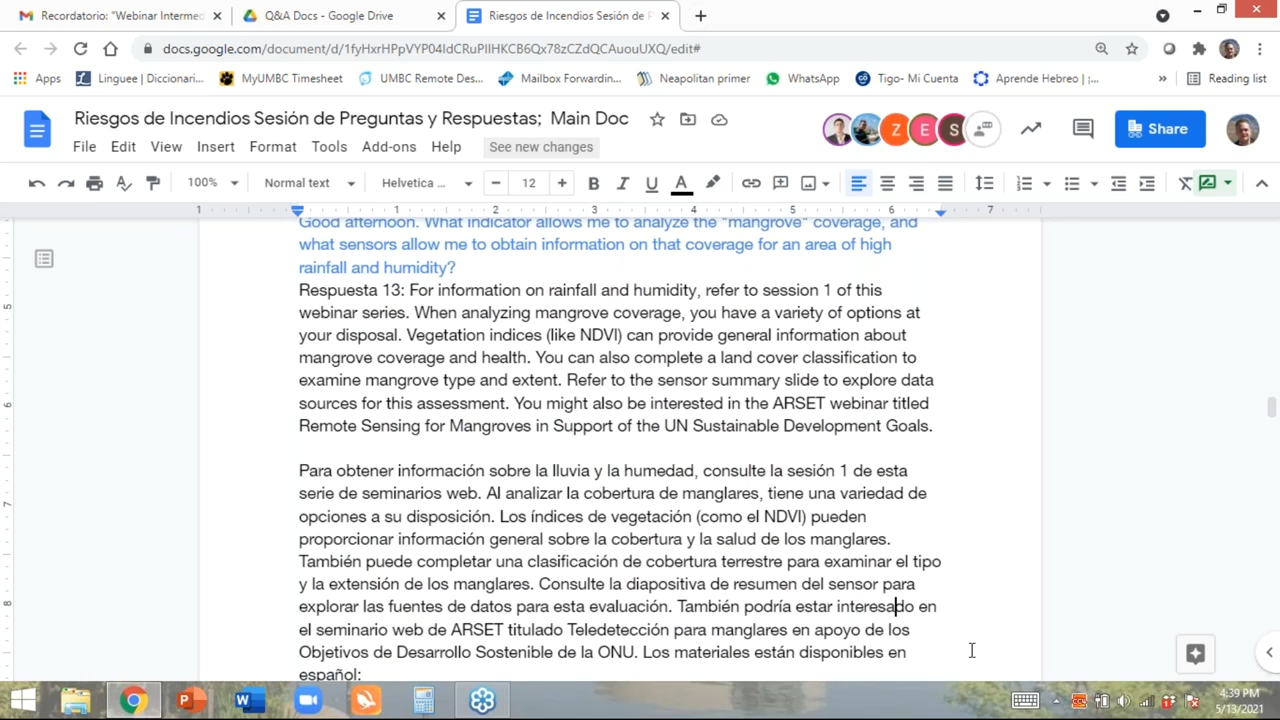 Recordatorio: "Webinar Intermed
Q&A Docs - Google Drive
Riesgos de Incendios Sesión de P
docs.google.com/document/d/1fyHxrHPpVYP04IdCRuPIIHKCB6Qx78zCZdQCAuouUXQ/edit#
Apps
Linguee | Diccionari...
MyUMBC Timesheet
UMBC Remote Des...
Mailbox Forwardin...
Neapolitan primer
WhatsApp
Tigo- Mi Cuenta
Aprende Hebreo | ¡...
»
Reading list
Riesgos de Incendios Sesión de Preguntas y Respuestas; Main Doc
Z
E
S
Share
File Edit View Insert Format Tools Add-ons Help See new changes
100% Normal text Helvetica ... 12 B I U A
1 1 2 3 4 5 6 7
Good afternoon. What indicator allows me to analyze the "mangrove" coverage, and
what sensors allow me to obtain information on that coverage for an area of high
rainfall and humidity?
Respuesta 13: For information on rainfall and humidity, refer to session 1 of this
webinar series. When analyzing mangrove coverage, you have a variety of options at
your disposal. Vegetation indices (like NDVI) can provide general information about
mangrove coverage and health. You can also complete a land cover classification to
examine mangrove type and extent. Refer to the sensor summary slide to explore data
sources for this assessment. You might also be interested in the ARSET webinar titled
Remote Sensing for Mangroves in Support of the UN Sustainable Development Goals.
Para obtener información sobre la lluvia y la humedad, consulte la sesión 1 de esta
serie de seminarios web. Al analizar la cobertura de manglares, tiene una variedad de
opciones a su disposición. Los índices de vegetación (como el NDVI) pueden
proporcionar información general sobre la cobertura y la salud de los manglares.
También puede completar una clasificación de cobertura terrestre para examinar el tipo
y la extensión de los manglares. Consulte la diapositiva de resumen del sensor para
explorar las fuentes de datos para esta evaluación. También podría estar interesado en
el seminario web de ARSET titulado Teledetección para manglares en apoyo de los
Objetivos de Desarrollo Sostenible de la ONU. Los materiales están disponibles en
español:
5
6
7
8
4:39 PM
5/13/2021